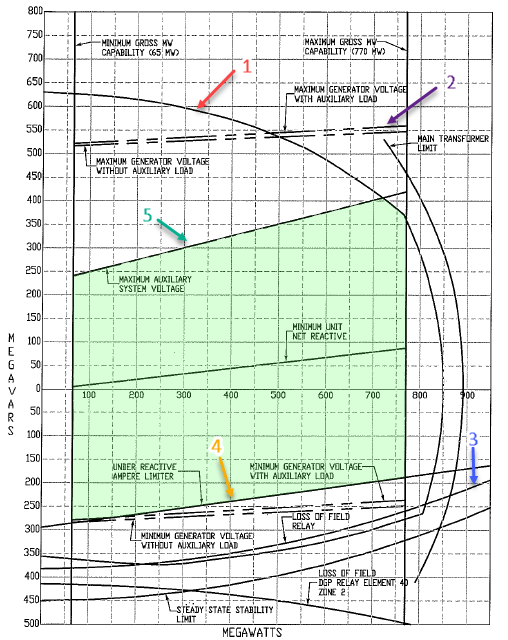 800
750
700
650
600
550
500
450
400
350
300
250
200
150
100
50
0
50
100
150
200
250
300
350
400
450
500
MEGAVARS
MINIMUM GROSS MW
CAPABILITY (65 MW)
MAXIMUM GROSS MW
CAPABILITY (770 MW)
1
2
MAXIMUM GENERATOR VOLTAGE
WITH AUXILIARY LOAD
MAIN TRANSFORMER
LIMIT
MAXIMUM GENERATOR VOLTAGE
WITHOUT AUXILIARY LOAD
5
MAXIMUM AUXILIARY
SYSTEM VOLTAGE
MINIMUM UNIT
NET REACTIVE
100
200
300
400
500
600
700
800
900
4
3
UNDER REACTIVE
AMPERE LIMITER
MINIMUM GENERATOR VOLTAGE
WITH AUXILIARY LOAD
MINIMUM GENERATOR VOLTAGE
WITHOUT AUXILIARY LOAD
LOSS OF FIELD
RELAY
LOSS OF FIELD
DGP RELAY ELEMENT 40
ZONE 2
STEADY STATE STABILITY
LIMIT
MEGAWATTS